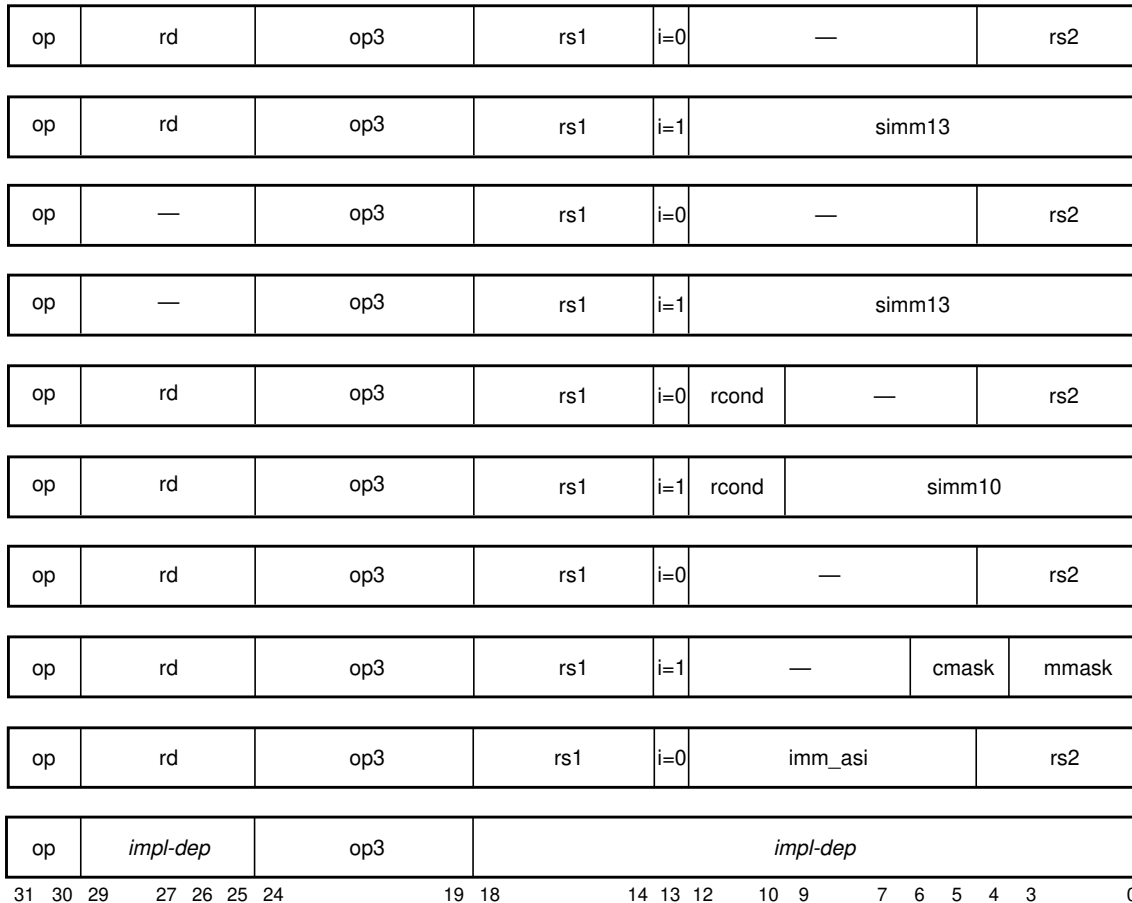 op rd op3 rs1 i=0 — rs2
op rd op3 rs1 i=1 simm13
op — op3 rs1 i=0 — rs2
op — op3 rs1 i=1 simm13
op rd op3 rs1 i=0 rcond — rs2
op rd op3 rs1 i=1 rcond simm10
op rd op3 rs1 i=0 — rs2
op rd op3 rs1 i=1 — cmask mmask
op rd op3 rs1 i=0 imm_asi rs2
op impl-dep op3 impl-dep
31 30 29 27 26 25 24 19 18 14 13 12 10 9 7 6 5 4 3 0